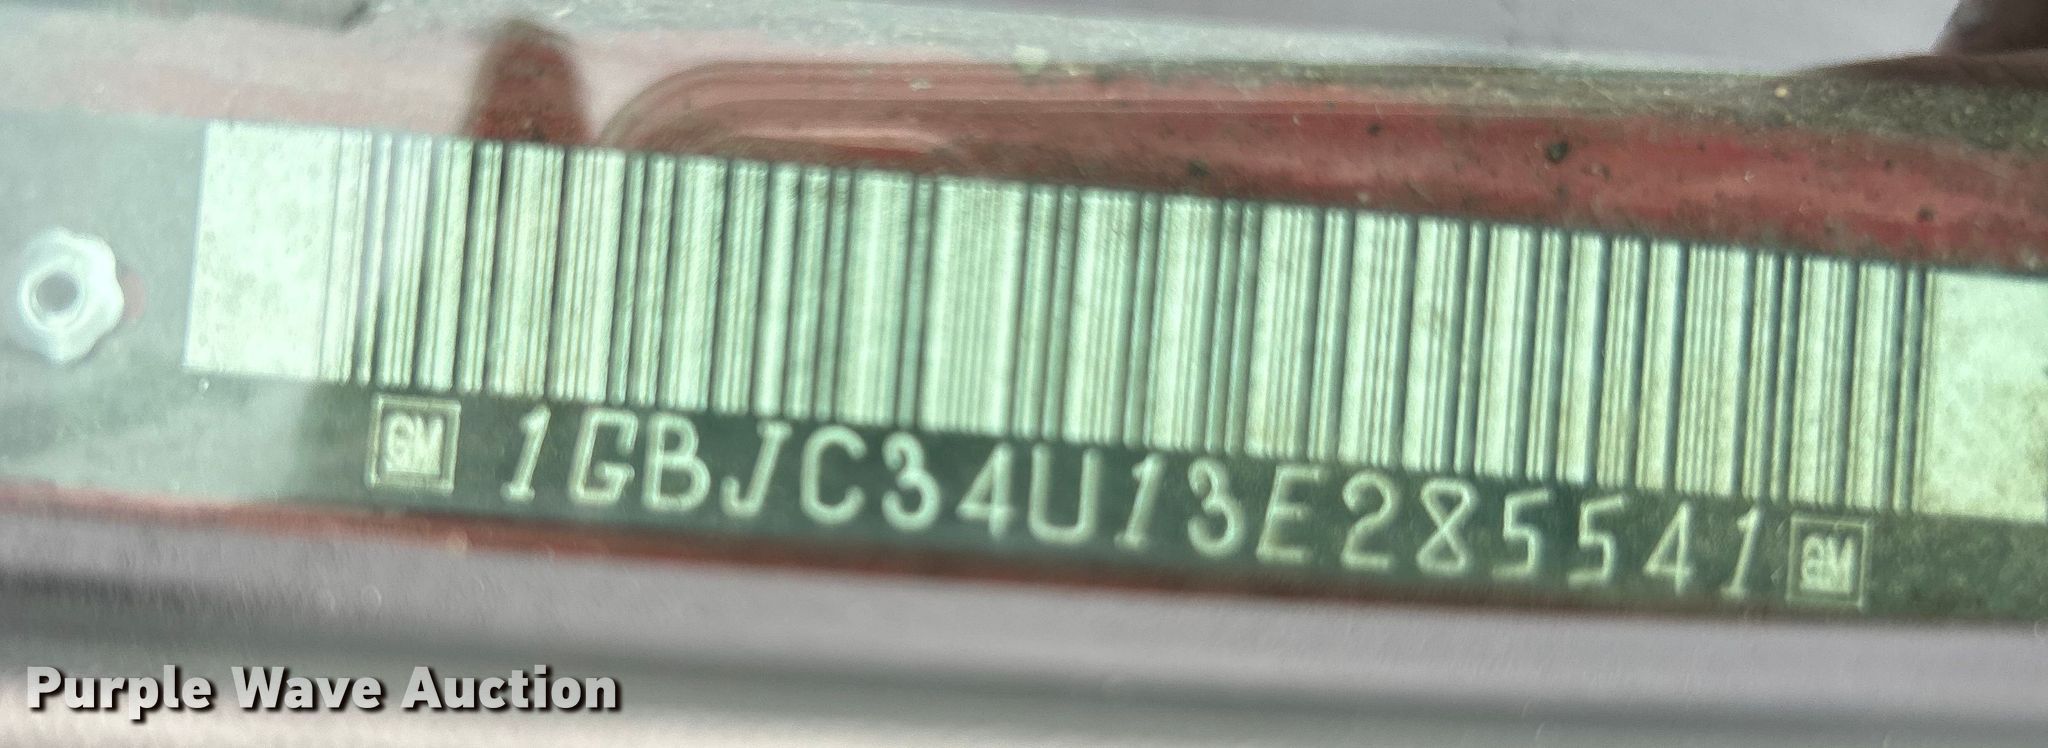 GM 1GBJC34U13E285541 GM
Purple Wave Auction